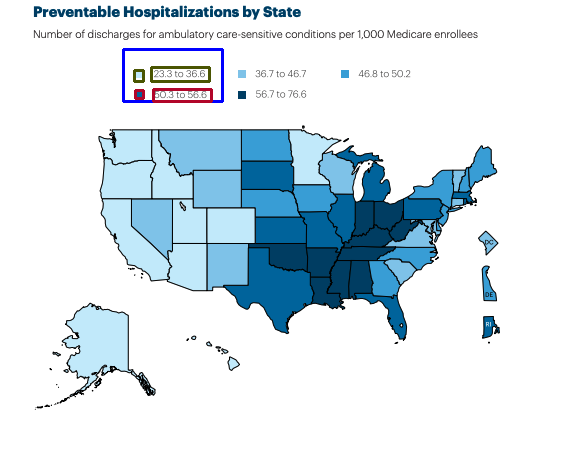 Preventable Hospitalizations by State
Number of discharges for ambulatory care-sensitive conditions per 1,000 Medicare enrollees
23.3 to 36.6 36.7 to 46.7 46.8 to 50.2
50.3 to 56.6 56.7 to 76.6
DC
DE
RI